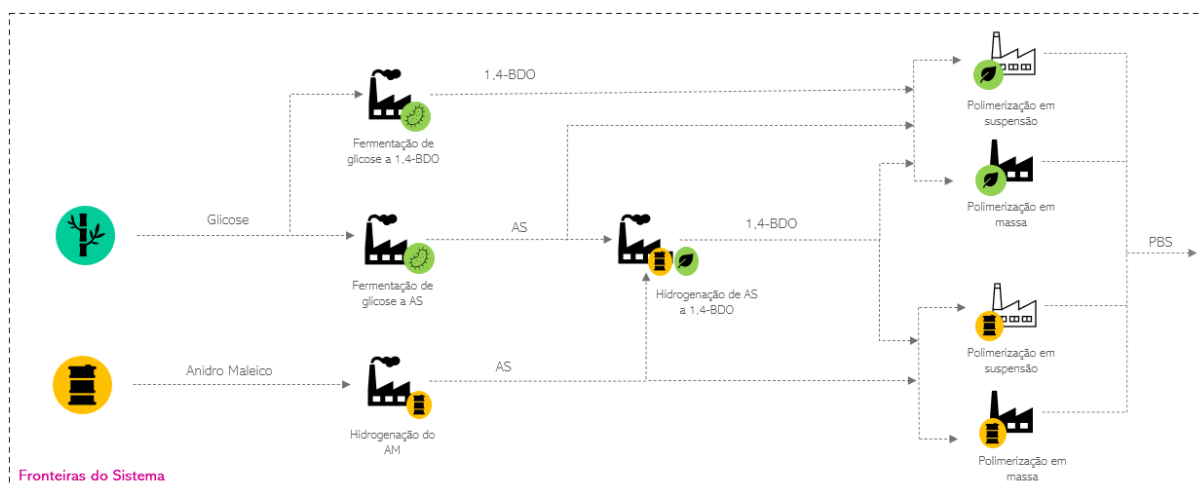 1,4-BDO
Polimerização em
suspensão
Fermentação de
glicose a 1,4-BDO
Polimerização em
massa
Glicose
AS
1,4-BDO
PBS
Fermentação de
glicose a AS
Hidrogenação de AS
a 1,4-BDO
Polimerização em
suspensão
Anidro Maleico
AS
Hidrogenação do
AM
Polimerização em
massa
Fronteiras do Sistema